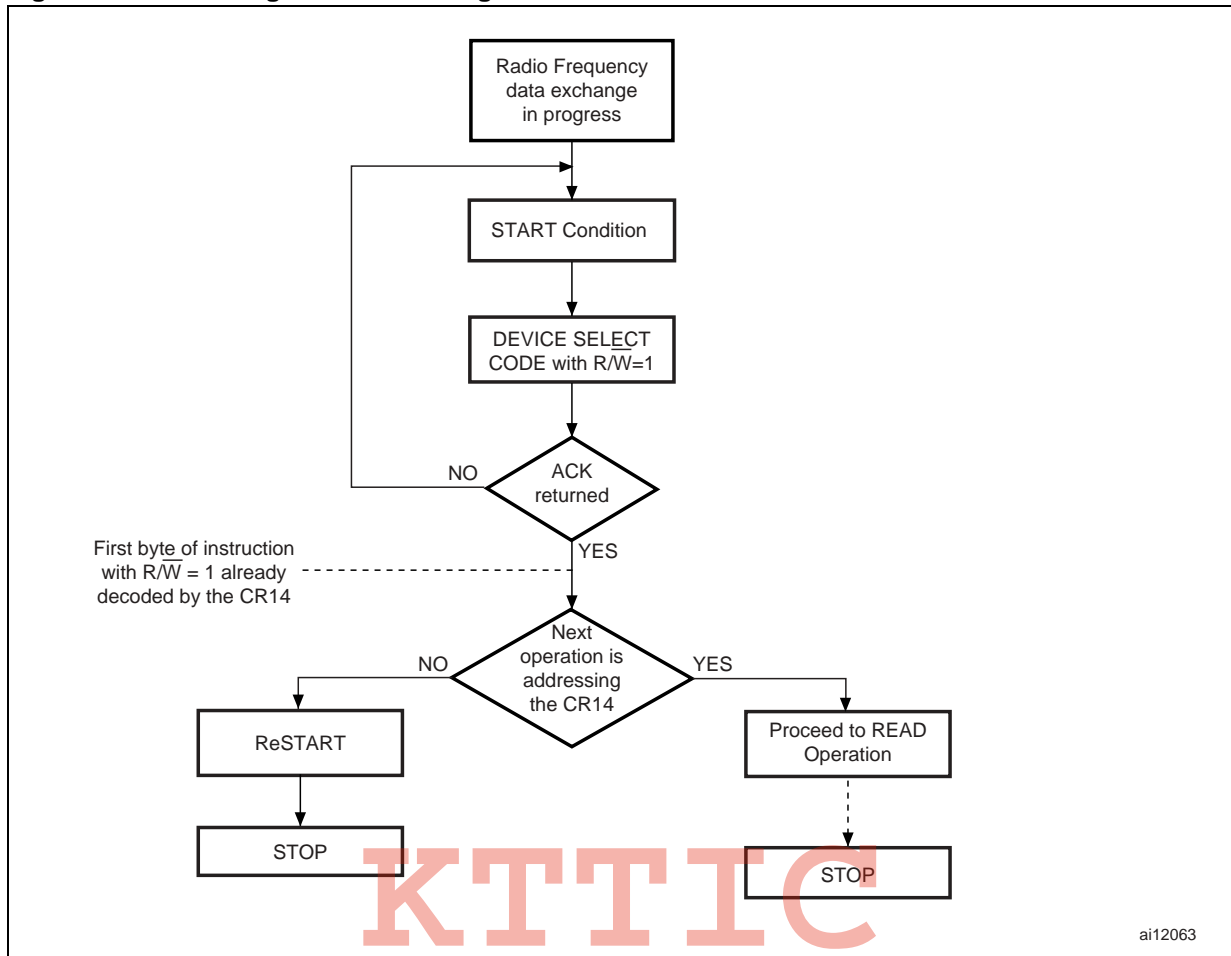 Radio Frequency
data exchange
in progress
START Condition
DEVICE SELECT
CODE with R/W̅=1
NO
ACK
returned
YES
First byte of instruction
with R/W̅ = 1 already
decoded by the CR14
NO
Next
operation is
addressing
the CR14
YES
ReSTART
Proceed to READ
Operation
STOP
STOP
KTTIC
ai12063